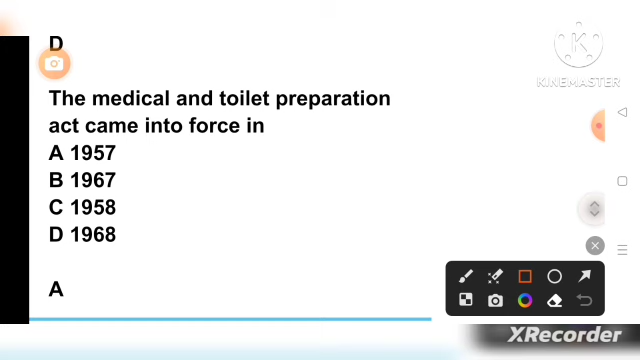 D
K
KINEMASTER
The medical and toilet preparation
act came into force in
A 1957
B 1967
C 1958
D 1968
A
XRecorder